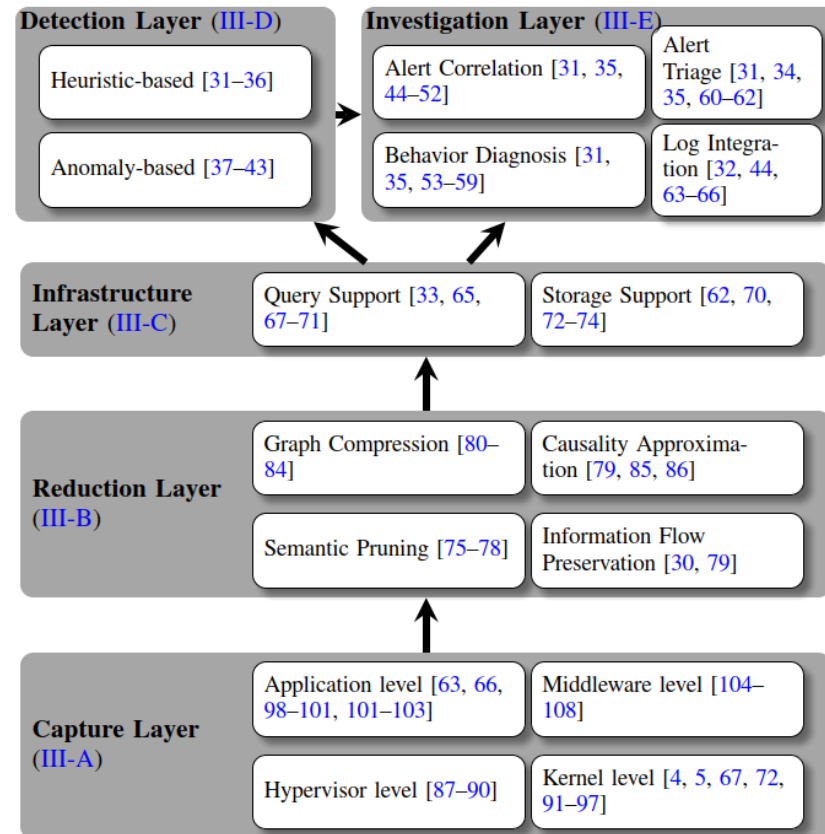 Detection Layer (III-D)
Heuristic-based [31–36]
Anomaly-based [37–43]
Investigation Layer (III-E)
Alert Correlation [31, 35,
44–52]
Alert
Triage [31, 34,
35, 60–62]
Behavior Diagnosis [31,
35, 53–59]
Log Integra-
tion [32, 44,
63–66]
Infrastructure
Layer (III-C)
Query Support [33, 65,
67–71]
Storage Support [62, 70,
72–74]
Reduction Layer
(III-B)
Graph Compression [80–
84]
Causality Approxima-
tion [79, 85, 86]
Semantic Pruning [75–78]
Information Flow
Preservation [30, 79]
Capture Layer
(III-A)
Application level [63, 66,
98–101, 101–103]
Middleware level [104–
108]
Hypervisor level [87–90]
Kernel level [4, 5, 67, 72,
91–97]